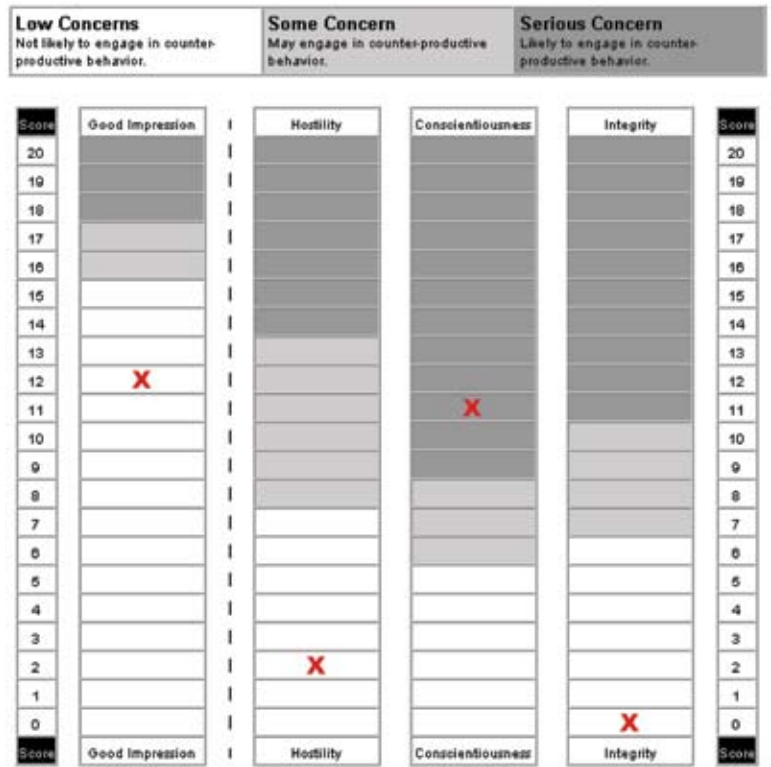 Low Concerns Some Concern Serious Concern
Not likely to engage in counter- May engage in counter-productive Likely to engage in counter-
productive behavior. behavior. productive behavior.
Score Good Impression I Hostility Conscientiousness Integrity Score
20 I 20
19 I 19
18 I 18
17 I 17
16 I 16
15 I 15
14 I 14
13 I 13
12 X I 12
11 I X 11
10 I 10
9 I 9
8 I 8
7 I 7
6 I 6
5 I 5
4 I 4
3 I 3
2 I X 2
1 I 1
0 I X 0
Score Good Impression I Hostility Conscientiousness Integrity Score